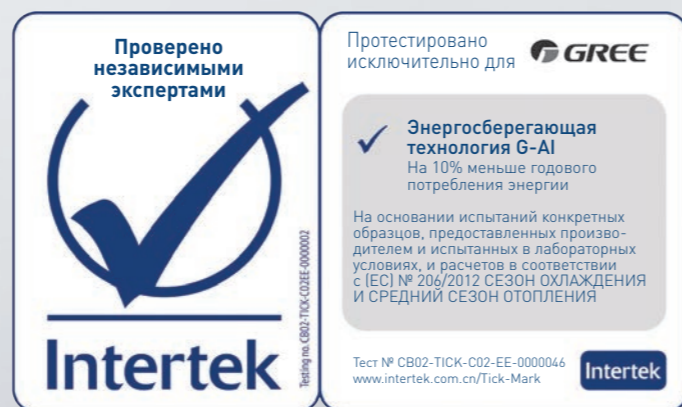 Проверено
независимыми
экспертами
Intertek
Testing no. CB02-TICK-C02EE-0000002
Протестировано
исключительно для
GREE
Энергосберегающая
технология G-AI
На 10% меньше годового
потребления энергии
На основании испытаний конкретных
образцов, предоставленных произво-
дителем и испытанных в лабораторных
условиях, и расчетов в соответствии
с (EC) № 206/2012 СЕЗОН ОХЛАЖДЕНИЯ
И СРЕДНИЙ СЕЗОН ОТОПЛЕНИЯ
Тест № CB02-TICK-C02-EE-0000046
www.intertek.com.cn/Tick-Mark
Intertek